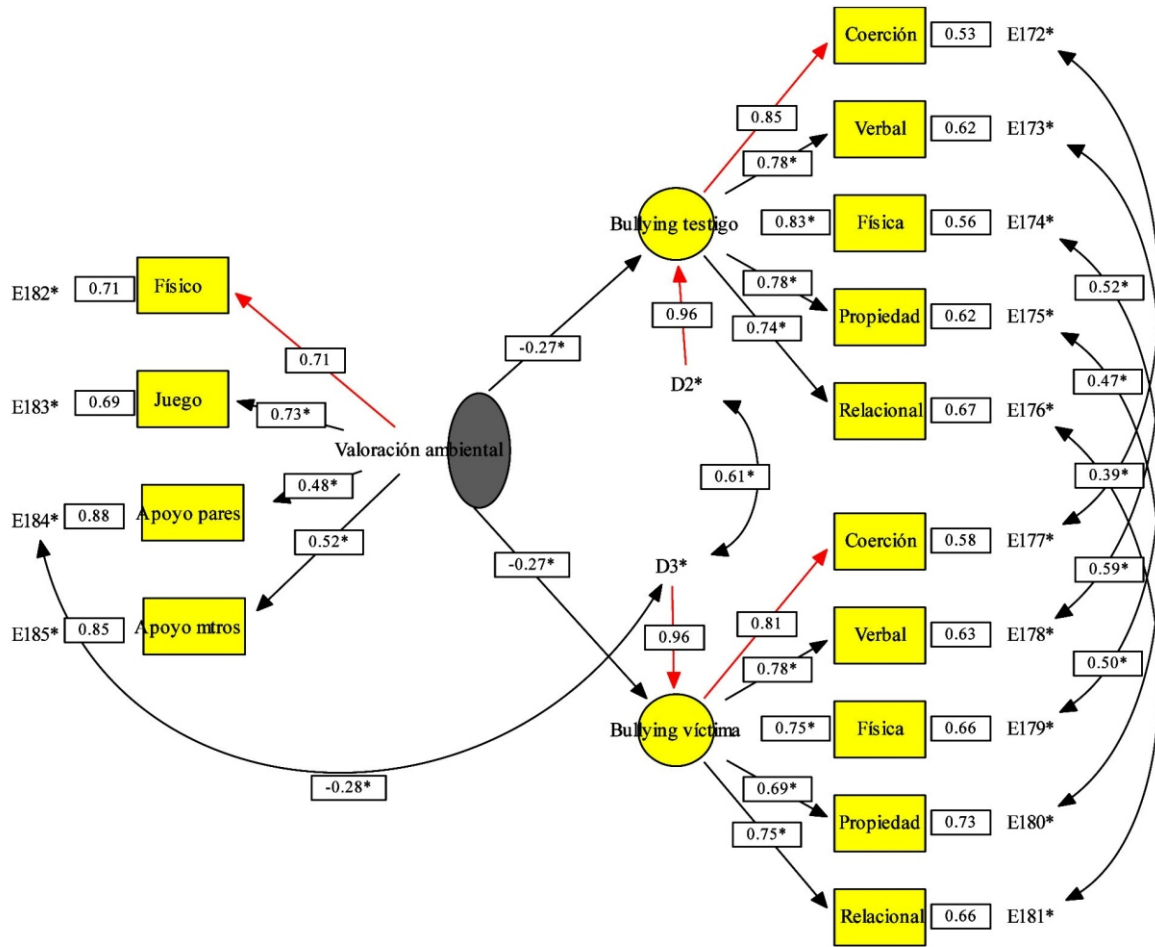 Coerción 0.53 E172*
0.85
Verbal 0.62 E173*
0.78*
Bullying testigo 0.83* Física 0.56 E174*
E182* 0.71 Físico
0.78*
0.52*
Propiedad 0.62 E175*
0.96
0.74*
-0.27*
0.71
E183* 0.69 Juego
0.73*
D2*
0.47*
Relacional 0.67 E176*
Valoración ambiental
0.48*
0.61*
0.39*
E184* 0.88 Apoyo pares
0.52*
Coerción 0.58 E177*
-0.27*
D3*
0.59*
E185* 0.85 Apoyo mtros
0.96
0.81
Verbal 0.63 E178*
0.78*
0.50*
Bullying víctima 0.75* Física 0.66 E179*
-0.28*
0.69*
Propiedad 0.73 E180*
0.75*
Relacional 0.66 E181*